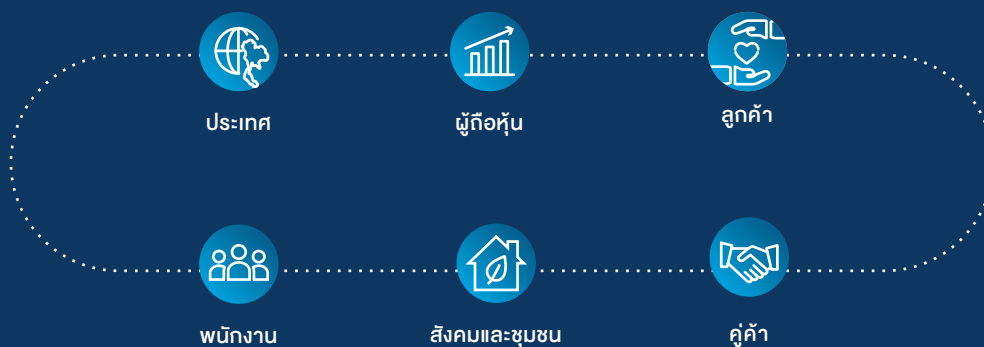 ประเทศ
ผู้ถือหุ้น
ลูกค้า
พนักงาน
สังคมและชุมชน
คู่ค้า